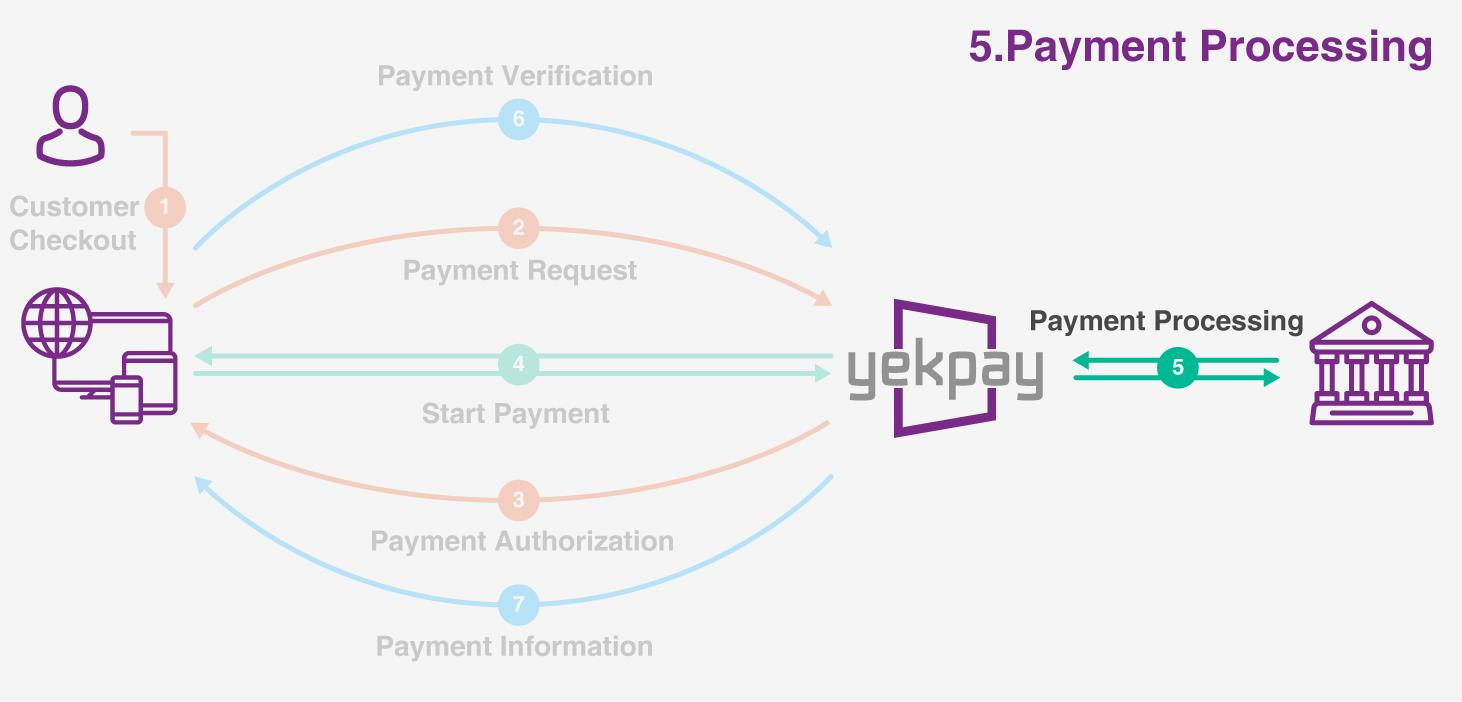 5.Payment Processing
Payment Verification
6
Customer
Checkout
1
2
Payment Request
4
Start Payment
yekpay
Payment Processing
5
3
Payment Authorization
7
Payment Information